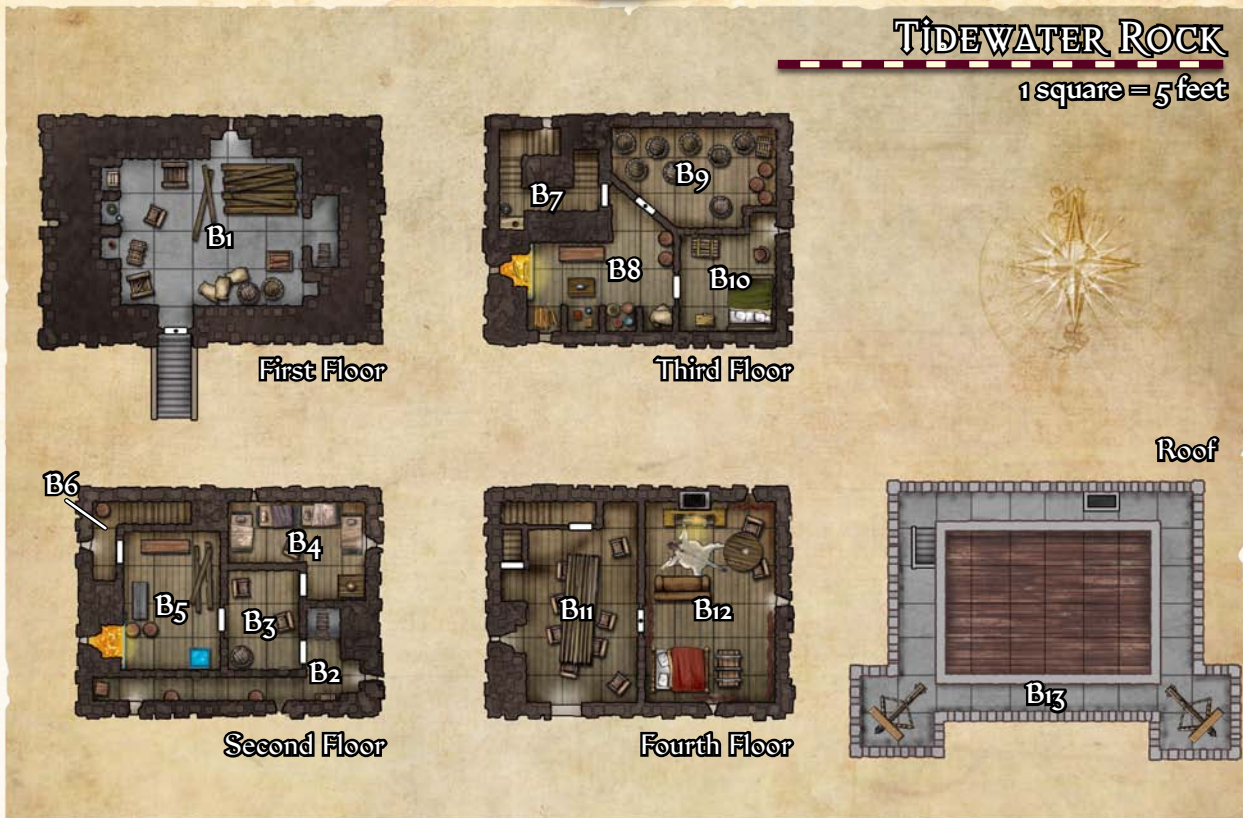 Tidewater Rock
1 square = 5 feet
B1
First Floor
B7
B9
B8
B10
Third Floor
Roof
B6
B4
B5
B3
B2
Second Floor
B11
B12
Fourth Floor
B13